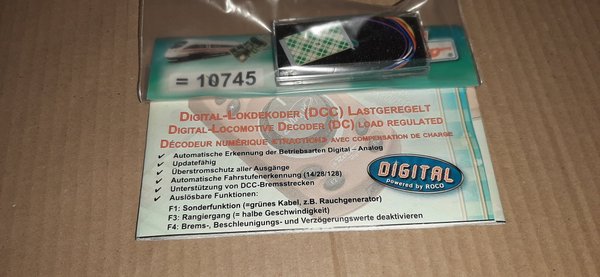 = 10745
DIGITAL-LOKDEKODER (DCC) LASTGEREGELT
DIGITAL-LOCOMOTIVE DECODER (DC) LOAD REGULATED
DÉCODEUR NUMÉRIQUE STRACTIONS AVEC COMPENSATION DE CHARGE
✓ Automatische Erkennung der Betriebsarten Digital – Analog
✓ Updatefähig
✓ Überstromschutz aller Ausgänge
✓ Automatische Fahrstufenerkennung (14/28/128)
✓ Unterstützung von DCC-Bremsstrecken
✓ Auslösbare Funktionen:
F1: Sonderfunktion (=grünes Kabel, z.B. Rauchgenerator)
F3: Rangiergang (= halbe Geschwindigkeit)
F4: Brems-, Beschleunigungs- und Verzögerungswerte deaktivieren
DIGITAL
powered by ROCO